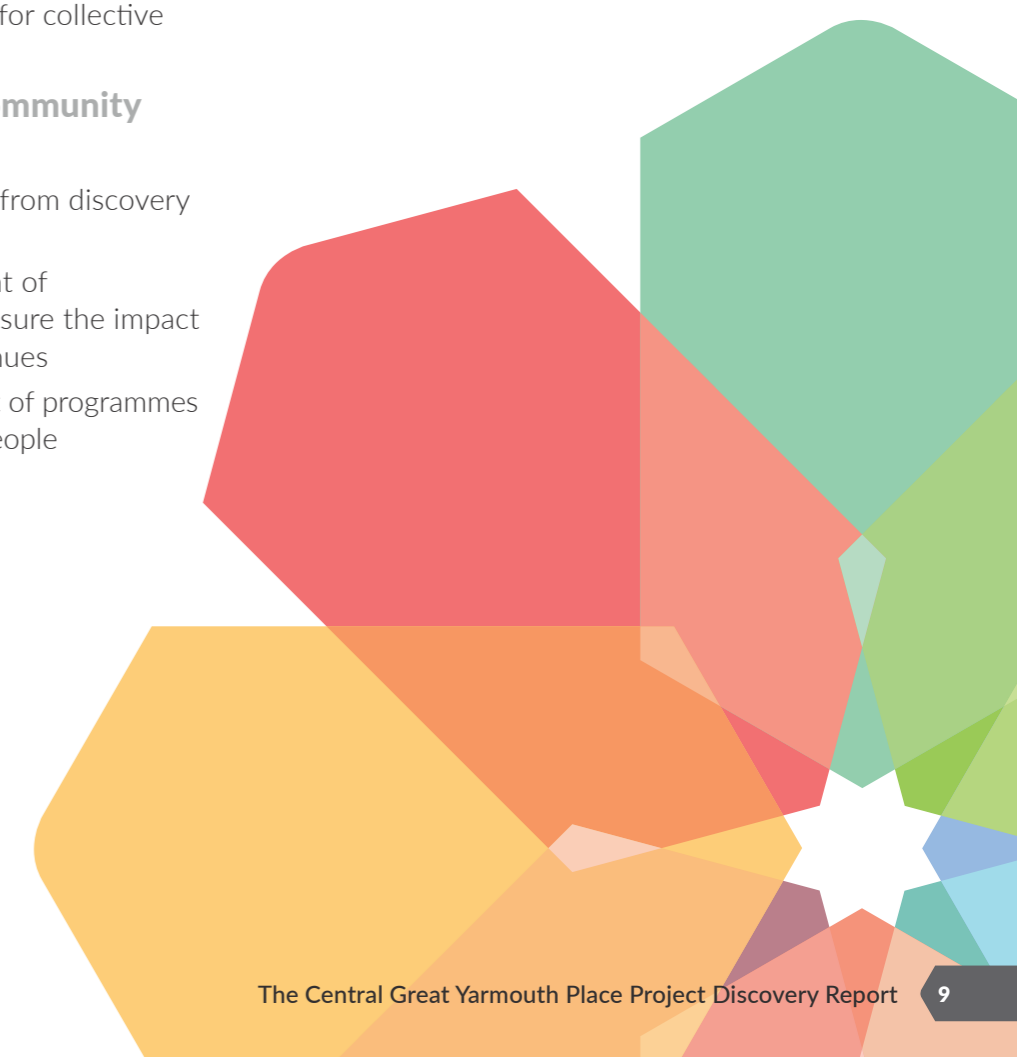 for collective
mmunity
from discovery
t of
sure the impact
nues
of programmes
eople
The Central Great Yarmouth Place Project Discovery Report 9